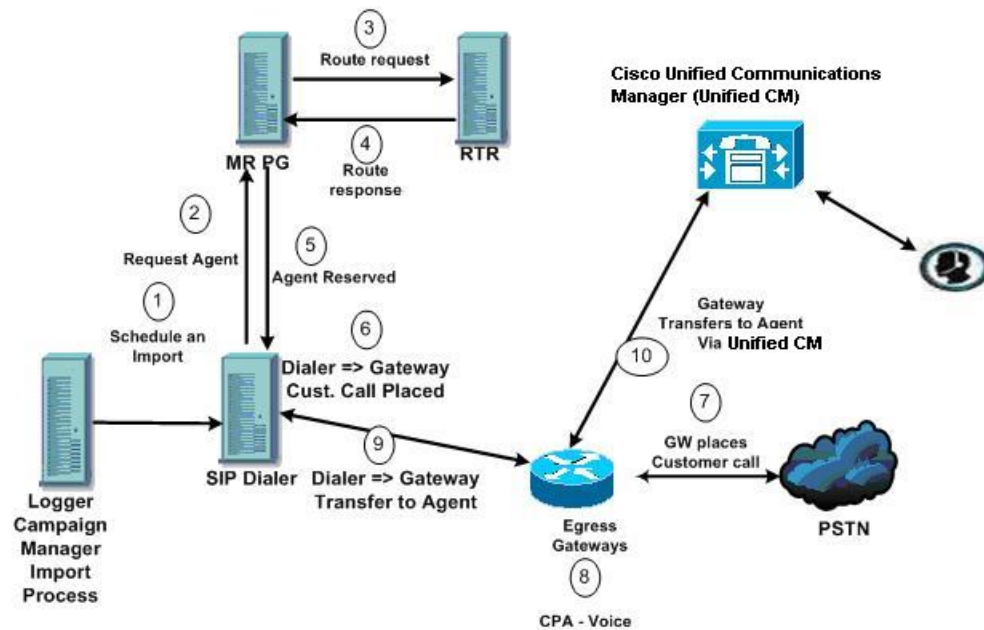 3
Route request
Cisco Unified Communications
Manager (Unified CM)
4
Route
response
MR PG
RTR
2
Request Agent
5
Agent Reserved
1
Schedule an
Import
6
Dialer => Gateway
Cust. Call Placed
Gateway
Transfers to Agent
Via Unified CM
10
7
GW places
Customer call
9
Dialer => Gateway
Transfer to Agent
SIP Dialer
Logger
Campaign
Manager
Import
Process
Egress
Gateways
PSTN
8
CPA - Voice